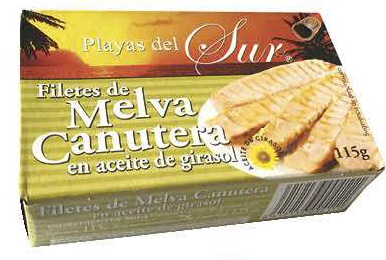 Playas del Sur
Filetes de
Melva
Canutera
en aceite de girasol
ACEITE DE GIRASOL
115g
Filetes de Melva Canutera
en aceite de girasol